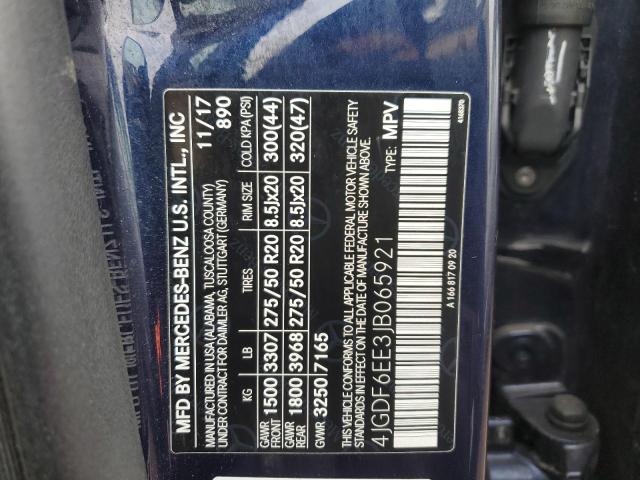 MFD BY MERCEDES-BENZ U.S. INTL., INC 11/17
MANUFACTURED IN USA (ALABAMA, TUSCALOOSA COUNTY)
UNDER CONTRACT FOR DAIMLER AG, STUTTGART (GERMANY) 890
KG LB TIRES RIM SIZE COLD KPA(PSI)
GAWR FRONT 1500 3307 275/50 R20 8.5Jx20 300(44)
GAWR REAR 1800 3968 275/50 R20 8.5Jx20 320(47)
GVWR 3250 7165
THIS VEHICLE CONFORMS TO ALL APPLICABLE FEDERAL MOTOR VEHICLE SAFETY
STANDARDS IN EFFECT ON THE DATE OF MANUFACTURE SHOWN ABOVE.
4JGDF6EE3JB065921 TYPE: MPV
A 166 817 09 20